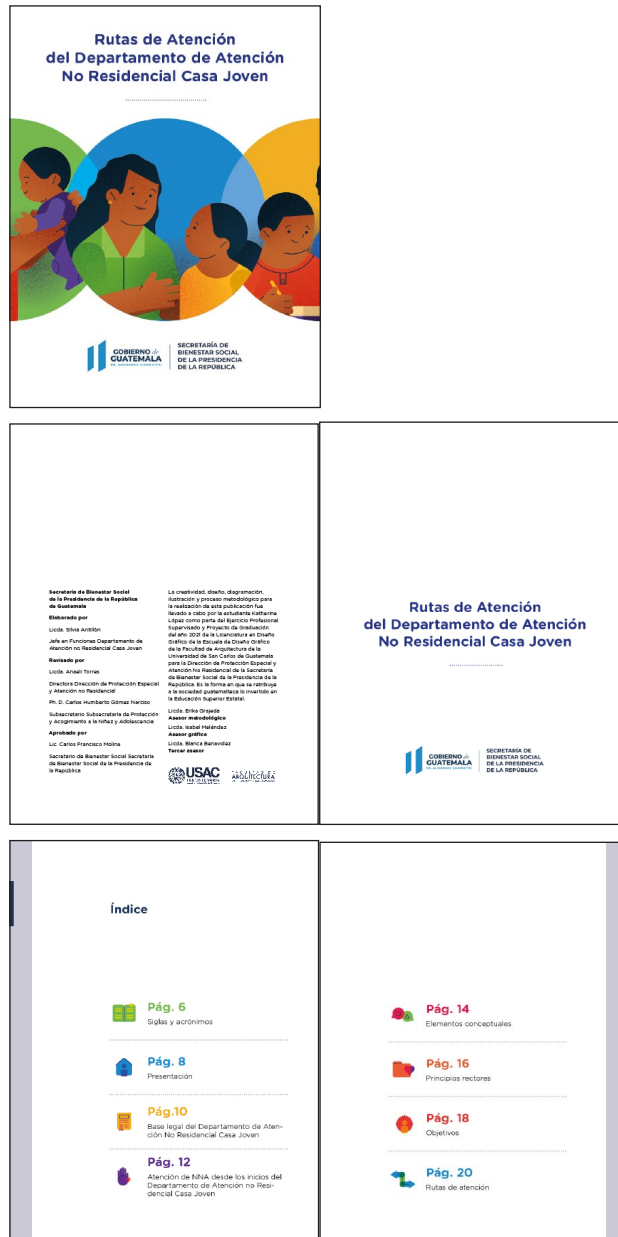 Rutas de Atención
del Departamento de Atención
No Residencial Casa Joven
GOBIERNO de
GUATEMALA
SECRETARÍA DE
BIENESTAR SOCIAL
DE LA PRESIDENCIA
DE LA REPÚBLICA
Secretaría de Bienestar Social
de la Presidencia de la República
de Guatemala
Elaborado por
Licda. Silvia Antillón
Jefe en Funciones Departamento de
Atención no Residencial Casa Joven
Revisado por
Licda. Anaeli Torres
Directora Dirección de Protección Especial
y Atención no Residencial
Ph. D. Carlos Humberto Gómez Narciso
Subsecretario Subsecretaría de Protección
y Acogimiento a la Niñez y Adolescencia
Aprobado por
Lic. Carlos Francisco Molina
Secretario de Bienestar Social Secretaría
de Bienestar Social de la Presidencia de
la República
La creatividad, diseño, diagramación,
ilustración y proceso metodológico para
la realización de esta publicación fue
llevado a cabo por la estudiante Katherine
López como parte del Ejercicio Profesional
Supervisado y Proyecto de Graduación
del año 2021 de la Licenciatura en Diseño
Gráfico de la Escuela de Diseño Gráfico
de la Facultad de Arquitectura de la
Universidad de San Carlos de Guatemala
para la Dirección de Protección Especial y
Atención No Residencial de la Secretaría
de Bienestar Social de la Presidencia de la
República. Es la forma en que se retribuye
a la sociedad guatemalteca lo invertido en
la Educación Superior Estatal.
Licda. Erika Grajeda
Asesor metodológico
Licda. Isabel Meléndez
Asesor gráfica
Licda. Blanca Benavidez
Tercer asesor
USAC
ARQUITECTURA
Rutas de Atención
del Departamento de Atención
No Residencial Casa Joven
GOBIERNO de
GUATEMALA
SECRETARÍA DE
BIENESTAR SOCIAL
DE LA PRESIDENCIA
DE LA REPÚBLICA
Índice
Pág. 6
Siglas y acrónimos
Pág. 8
Presentación
Pág.10
Base legal del Departamento de Aten-
ción No Residencial Casa Joven
Pág. 12
Atención de NNA desde los inicios del
Departamento de Atención no Resi-
dencial Casa Joven
Pág. 14
Elementos conceptuales
Pág. 16
Principios rectores
Pág. 18
Objetivos
Pág. 20
Rutas de atención